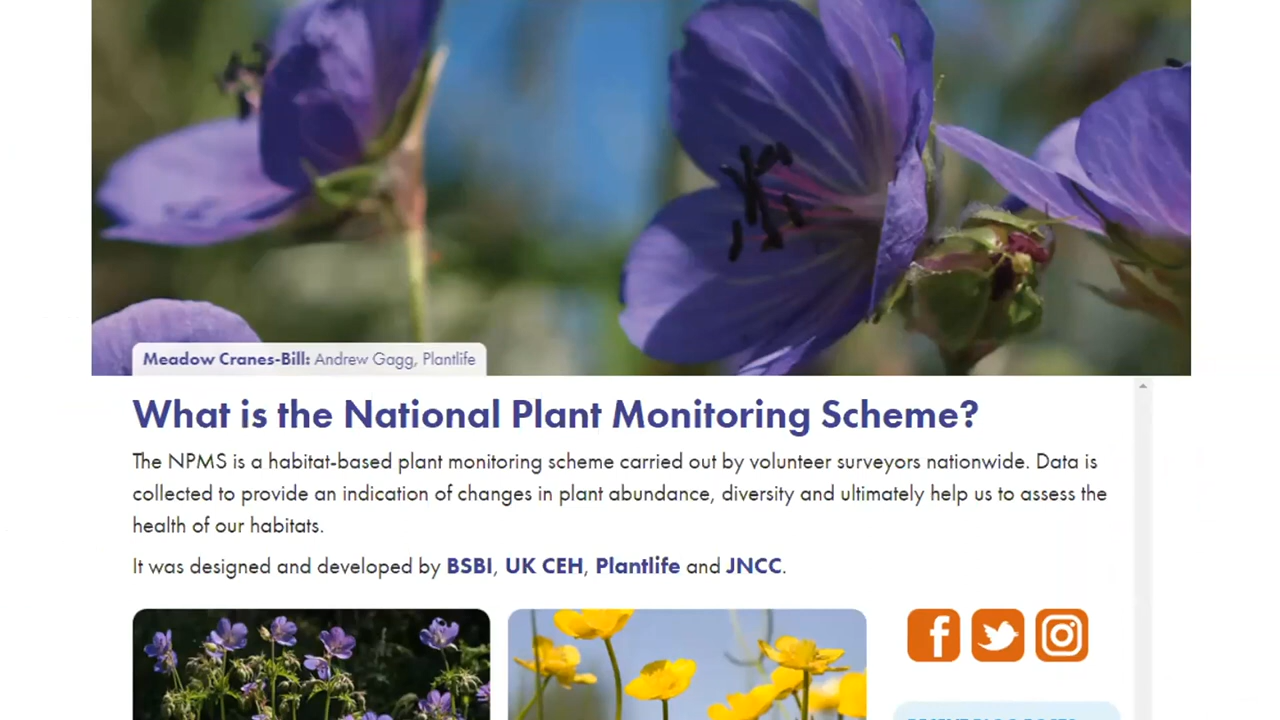 Meadow Cranes-Bill: Andrew Gagg, Plantlife
What is the National Plant Monitoring Scheme?
The NPMS is a habitat-based plant monitoring scheme carried out by volunteer surveyors nationwide. Data is
collected to provide an indication of changes in plant abundance, diversity and ultimately help us to assess the
health of our habitats.
It was designed and developed by BSBI, UK CEH, Plantlife and JNCC.